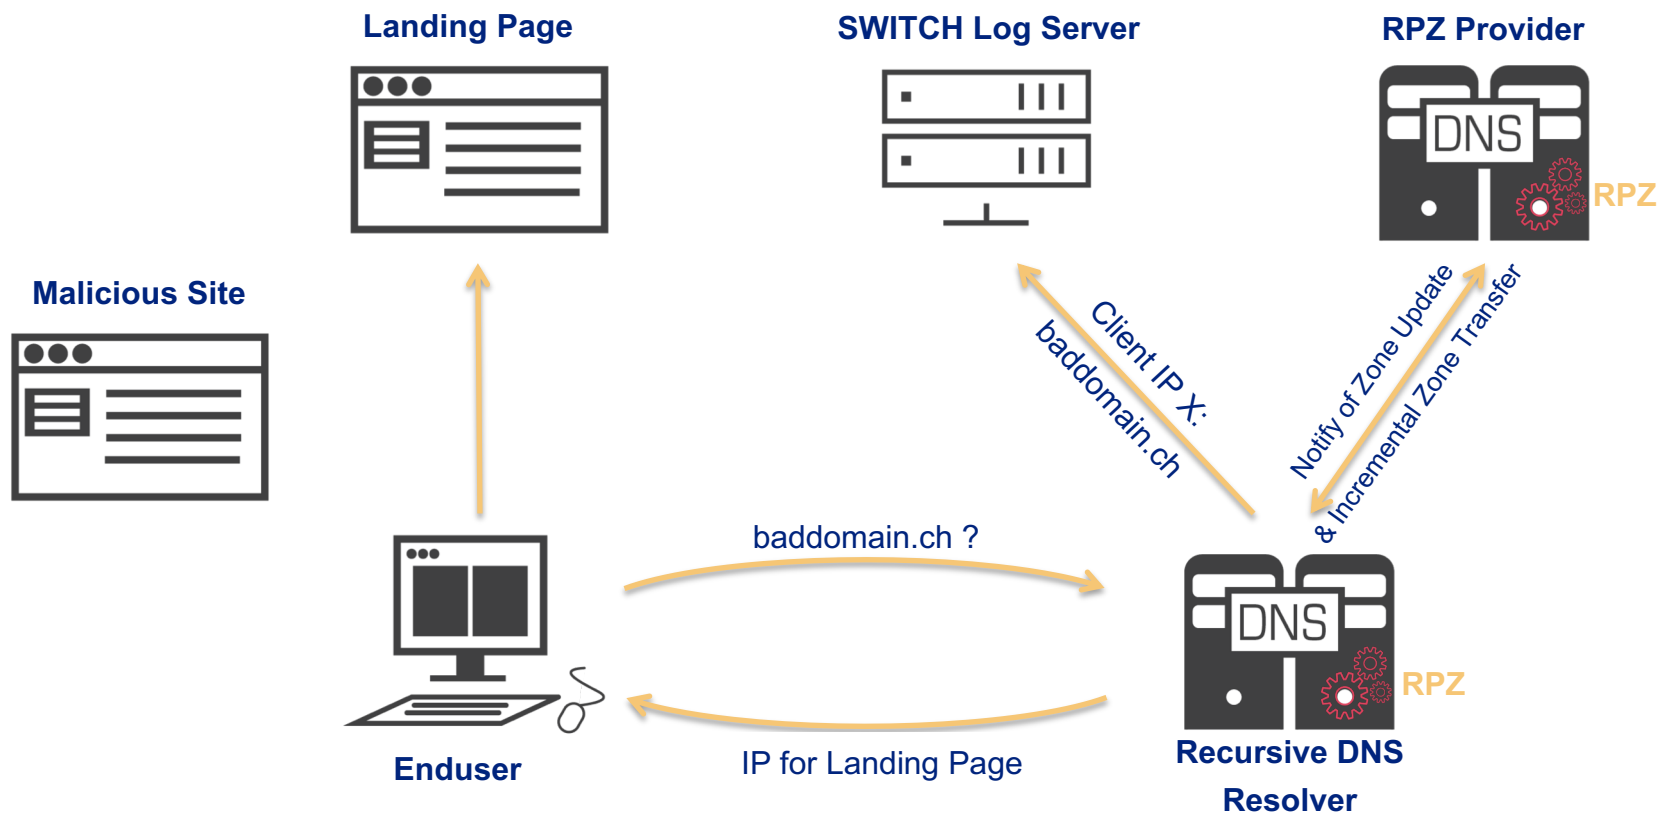 Landing Page
SWITCH Log Server
RPZ Provider
DNS
RPZ
Malicious Site
Client IP X:
baddomain.ch
Notify of Zone Update
& Incremental Zone Transfer
baddomain.ch ?
DNS
RPZ
IP for Landing Page
Enduser
Recursive DNS
Resolver